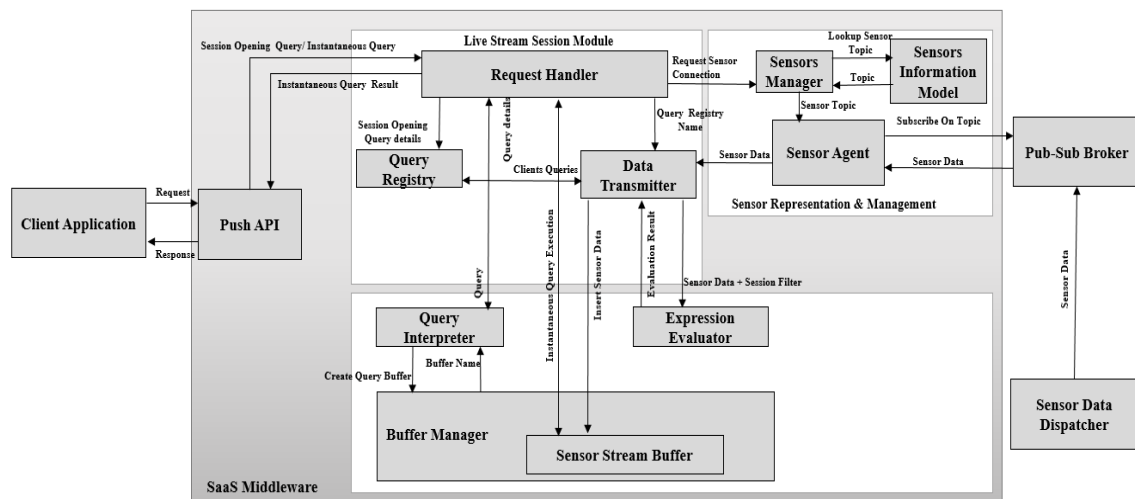 Live Stream Session Module
Lookup Sensor
Topic
Session Opening  Query/ Instantaneous Query
Request Handler
Request Sensor
Connection
Sensors
Manager
Topic
Sensors
Information
Model
Instantaneous Query  Result
Query details
Query  Registry
Name
Sensor Topic
Subscribe On Topic
Session Opening
Query details
Query
Registry
Clients Queries
Data
Transmitter
Sensor Data
Sensor Agent
Sensor Data
Pub-Sub Broker
Sensor Representation & Management
Client Application
Request
Response
Push API
Query
Instantaneous Query Execution
Insert Sensor Data
Evaluation Result
Sensor Data + Session Filter
Sensor Data
Query
Interpreter
Expression
Evaluator
Create Query Buffer
Buffer Name
Buffer Manager
Sensor Stream Buffer
Sensor Data
Dispatcher
SaaS Middleware